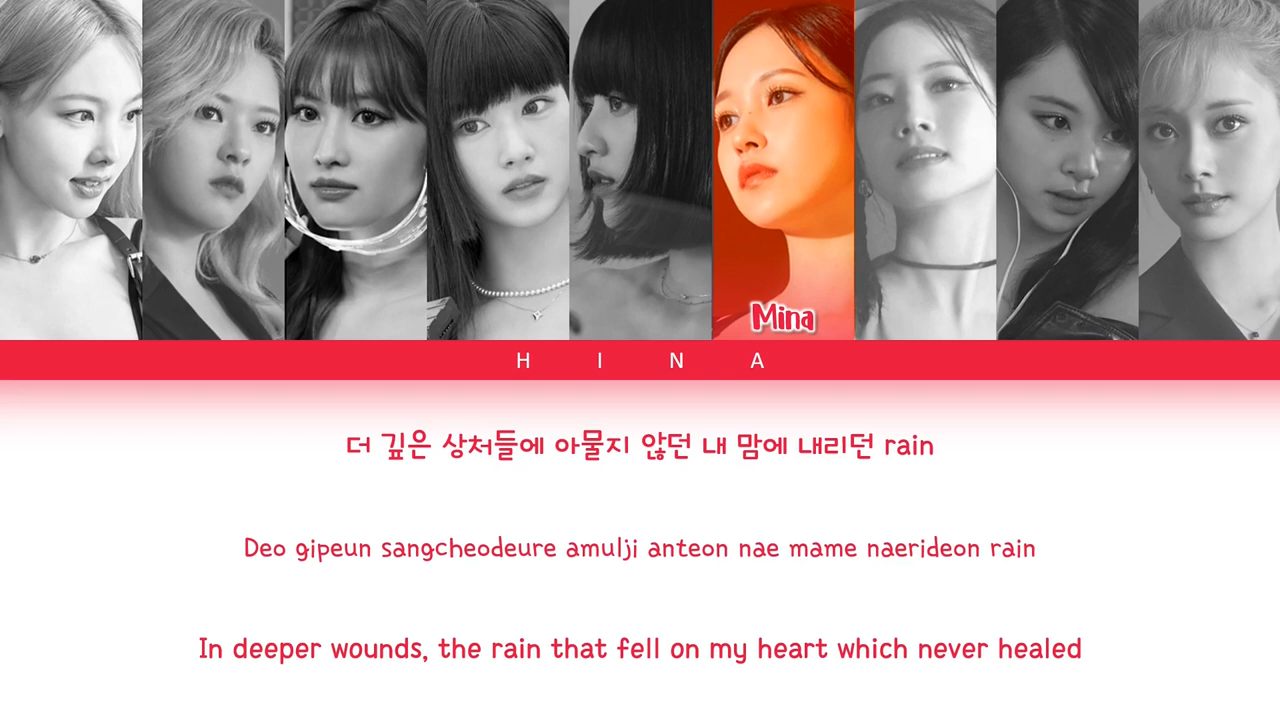 Mina
H I N A
더 깊은 상처들에 아물지 않던 내 맘에 내리던 rain
Deo gipeun sangcheodeure amulji anteon nae mame naerideon rain
In deeper wounds, the rain that fell on my heart which never healed